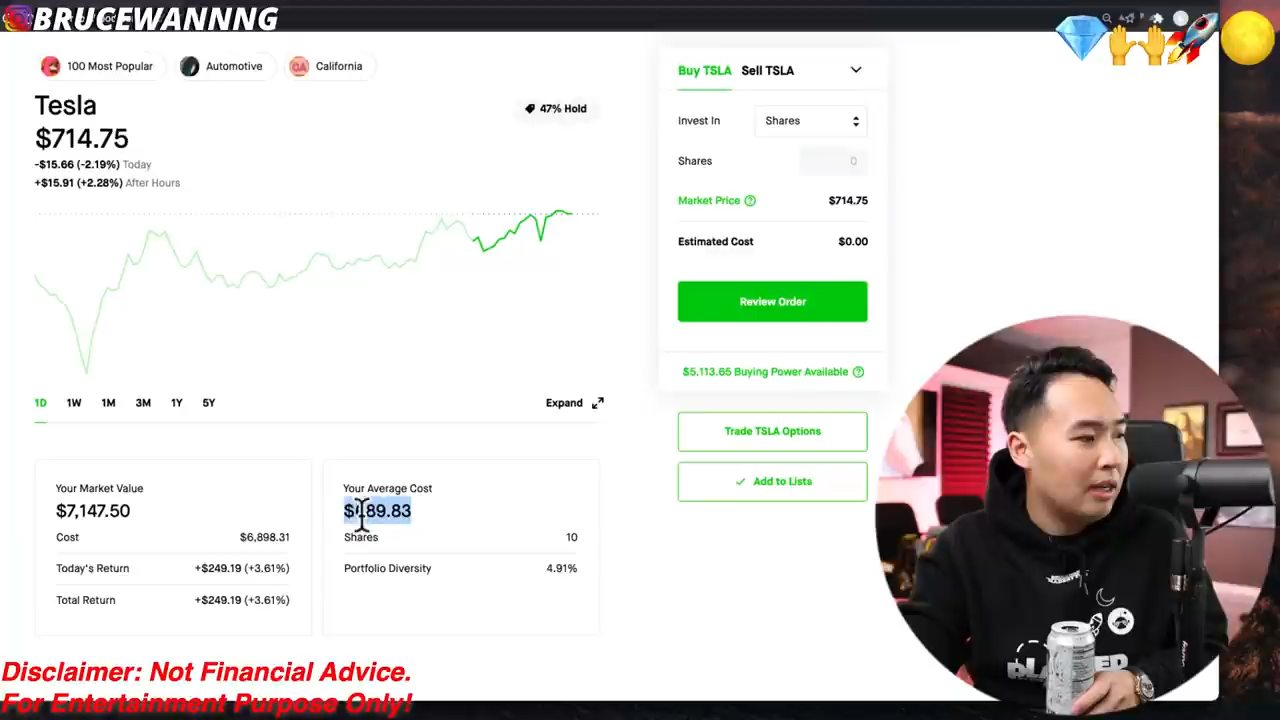 BRUCEWANNNG
100 Most Popular
Automotive
CA
California
Tesla
47% Hold
$714.75
-$15.66 (-2.19%) Today
+$15.91 (+2.28%) After Hours
1D 1W 1M 3M 1Y 5Y
Expand
Your Market Value
$7,147.50
Cost $6,898.31
Today's Return +$249.19 (+3.61%)
Total Return +$249.19 (+3.61%)
Your Average Cost
Shares 10
Portfolio Diversity 4.91%
Buy TSLA Sell TSLA
Invest In Shares
Shares 0
Market Price $714.75
Estimated Cost $0.00
Review Order
$5,113.65 Buying Power Available
Trade TSLA Options
Add to Lists
Disclaimer: Not Financial Advice.
For Entertainment Purpose Only!